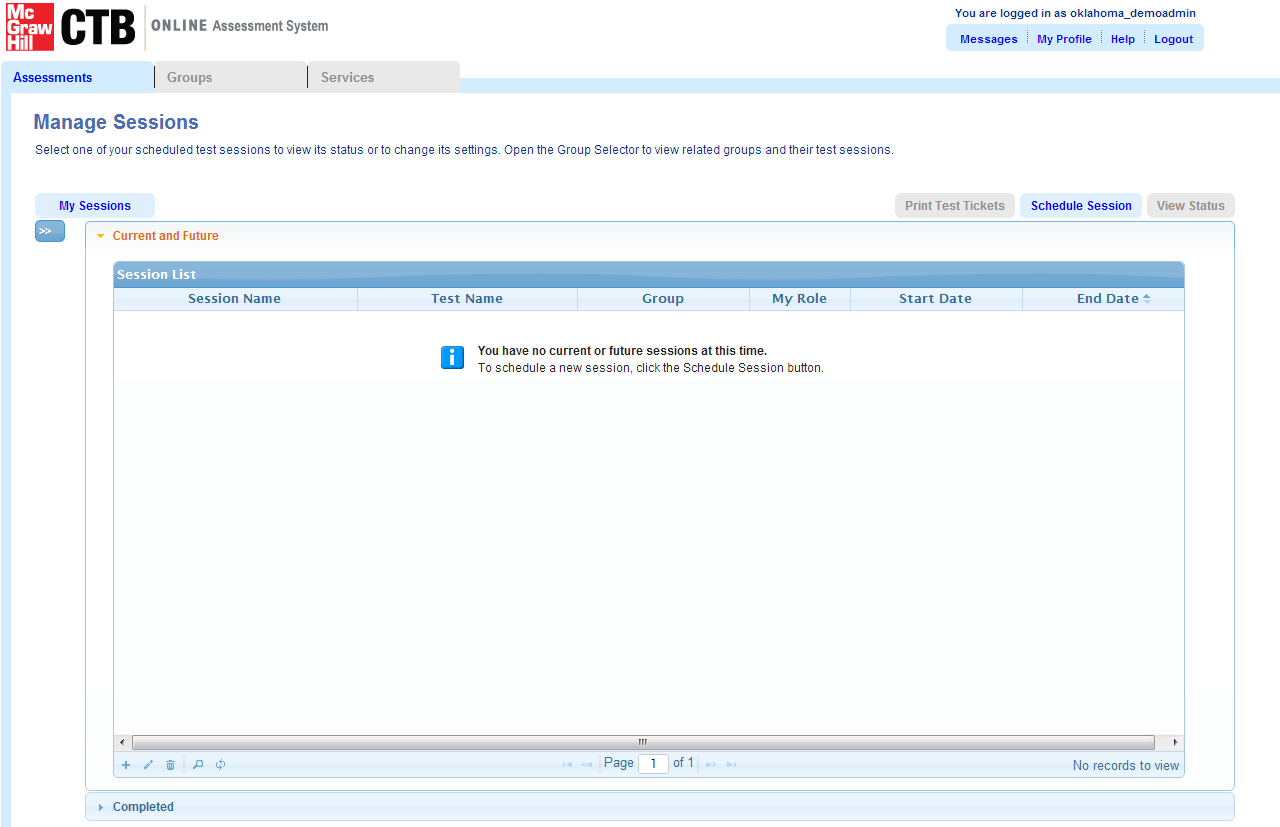 Mc
Graw
Hill
CTB
ONLINE Assessment System
You are logged in as oklahoma_demoadmin
Messages My Profile Help Logout
Assessments Groups Services
Manage Sessions
Select one of your scheduled test sessions to view its status or to change its settings. Open the Group Selector to view related groups and their test sessions.
My Sessions Print Test Tickets Schedule Session View Status
>>
Current and Future
Session List
Session Name Test Name Group My Role Start Date End Date
You have no current or future sessions at this time.
To schedule a new session, click the Schedule Session button.
Page 1 of 1 No records to view
Completed